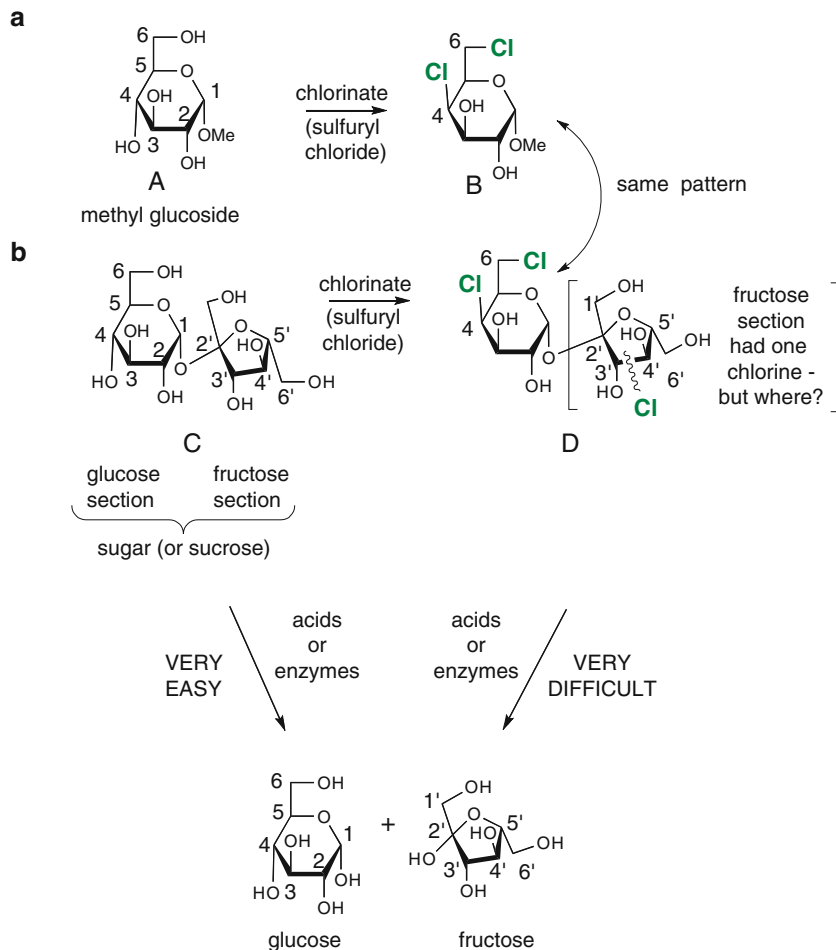 a
6
OH
5
O
1
4
OH
2
HO
3
OMe
OH
A
methyl glucoside
chlorinate
(sulfuryl
chloride)
6
Cl
Cl
O
OH
4
OMe
OH
B
same pattern
b
6
OH
5
O
1
4
OH
2
HO
3
OH
O
OH
O
2'
5'
HO
3'
4'
OH
OH
6'
C
glucose
section
fructose
section
sugar (or sucrose)
chlorinate
(sulfuryl
chloride)
6
Cl
Cl
O
4
OH
OH
O
OH
1'
O
5'
HO
OH
2'
3'
4'
HO
6'
Cl
D
fructose
section
had one
chlorine -
but where?
VERY
EASY
acids
or
enzymes
acids
or
enzymes
VERY
DIFFICULT
6
OH
5
O
1
4
OH
2
HO
3
OH
OH
glucose
+
OH
1'
O
2'
5'
HO
HO
OH
3'
4'
6'
OH
fructose